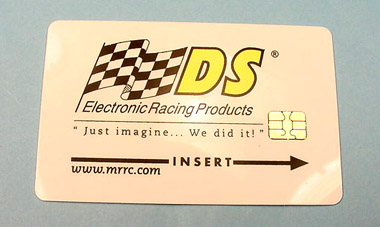 DS ®
Electronic Racing Products
" Just imagine... We did it! "
INSERT
www.mrrc.com